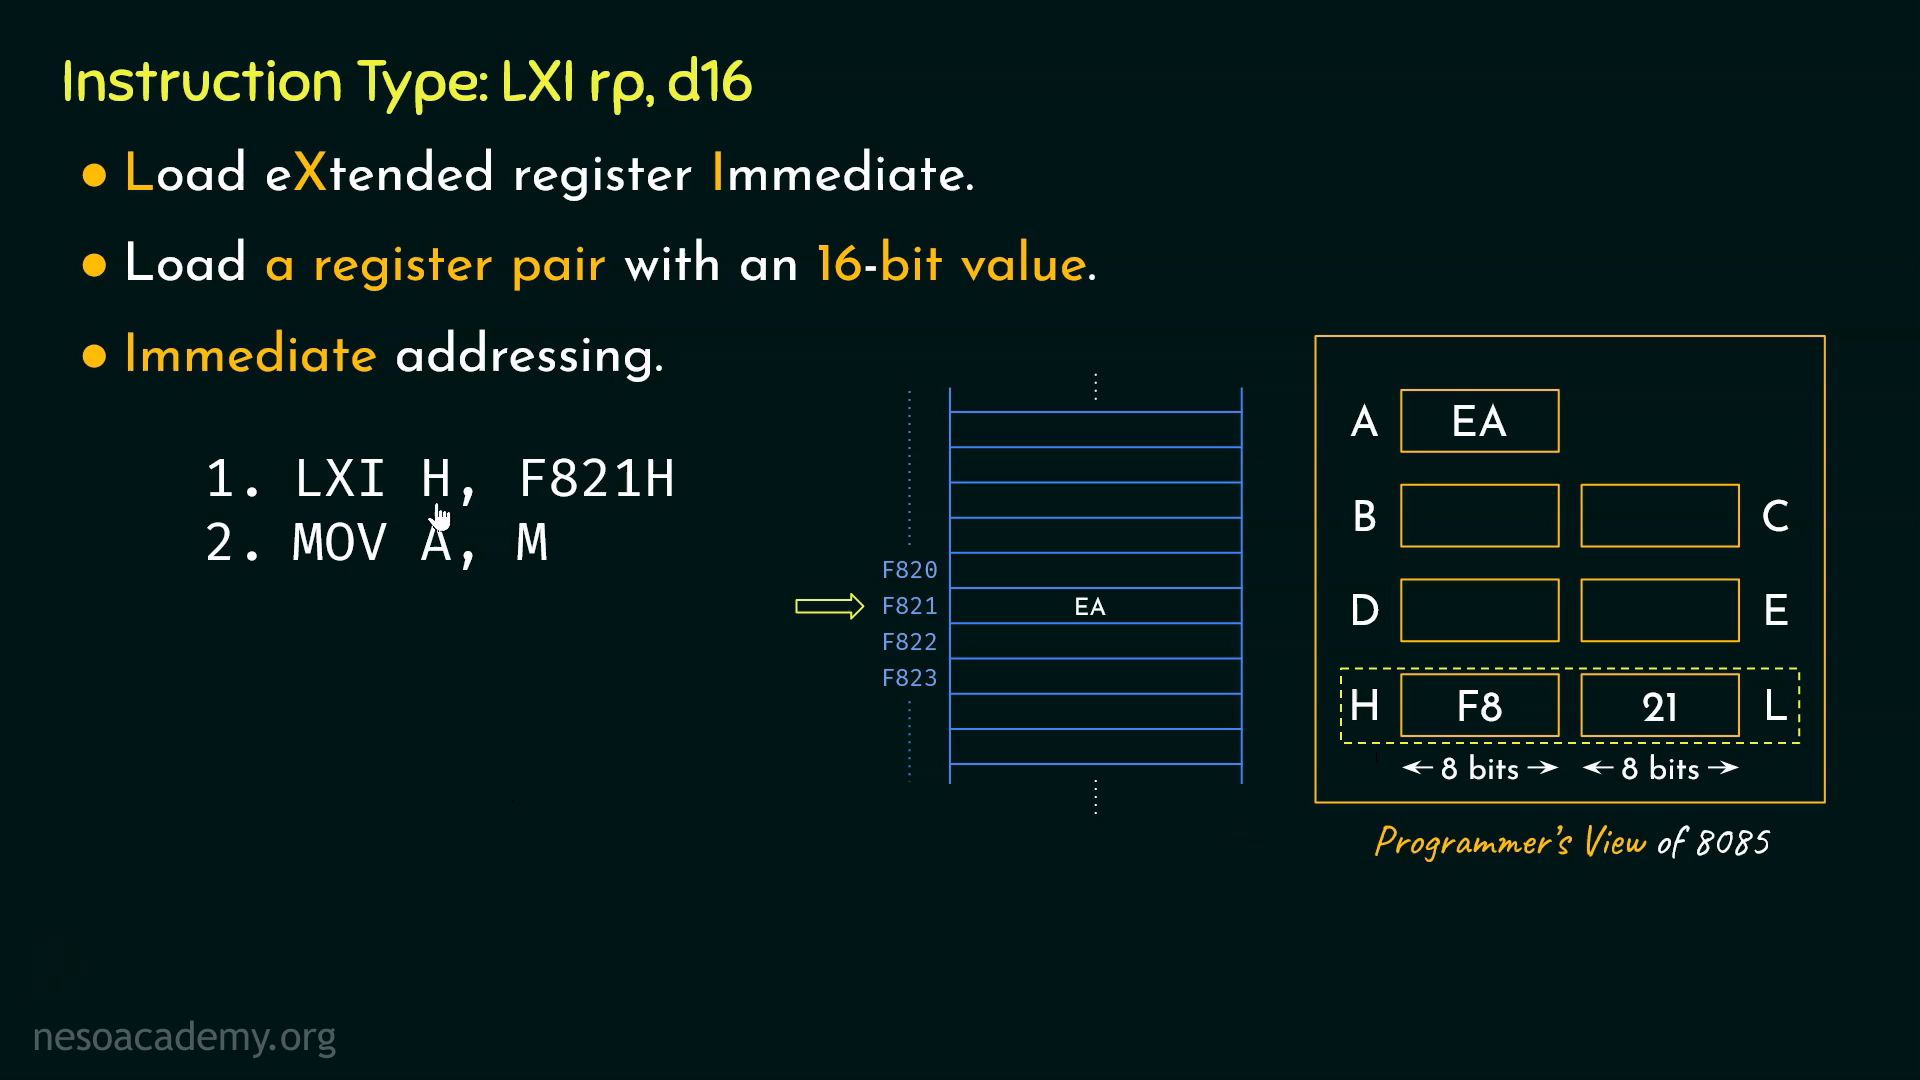 Instruction Type: LXI rp, d16
● Load eXtended register Immediate.
● Load a register pair with an 16-bit value.
● Immediate addressing.
1. LXI H, F821H
2. MOV A, M
F820
F821 EA
F822
F823
A EA
B C
D E
H F8 21 L
8 bits 8 bits
Programmer's View of 8085
nesoacademy.org